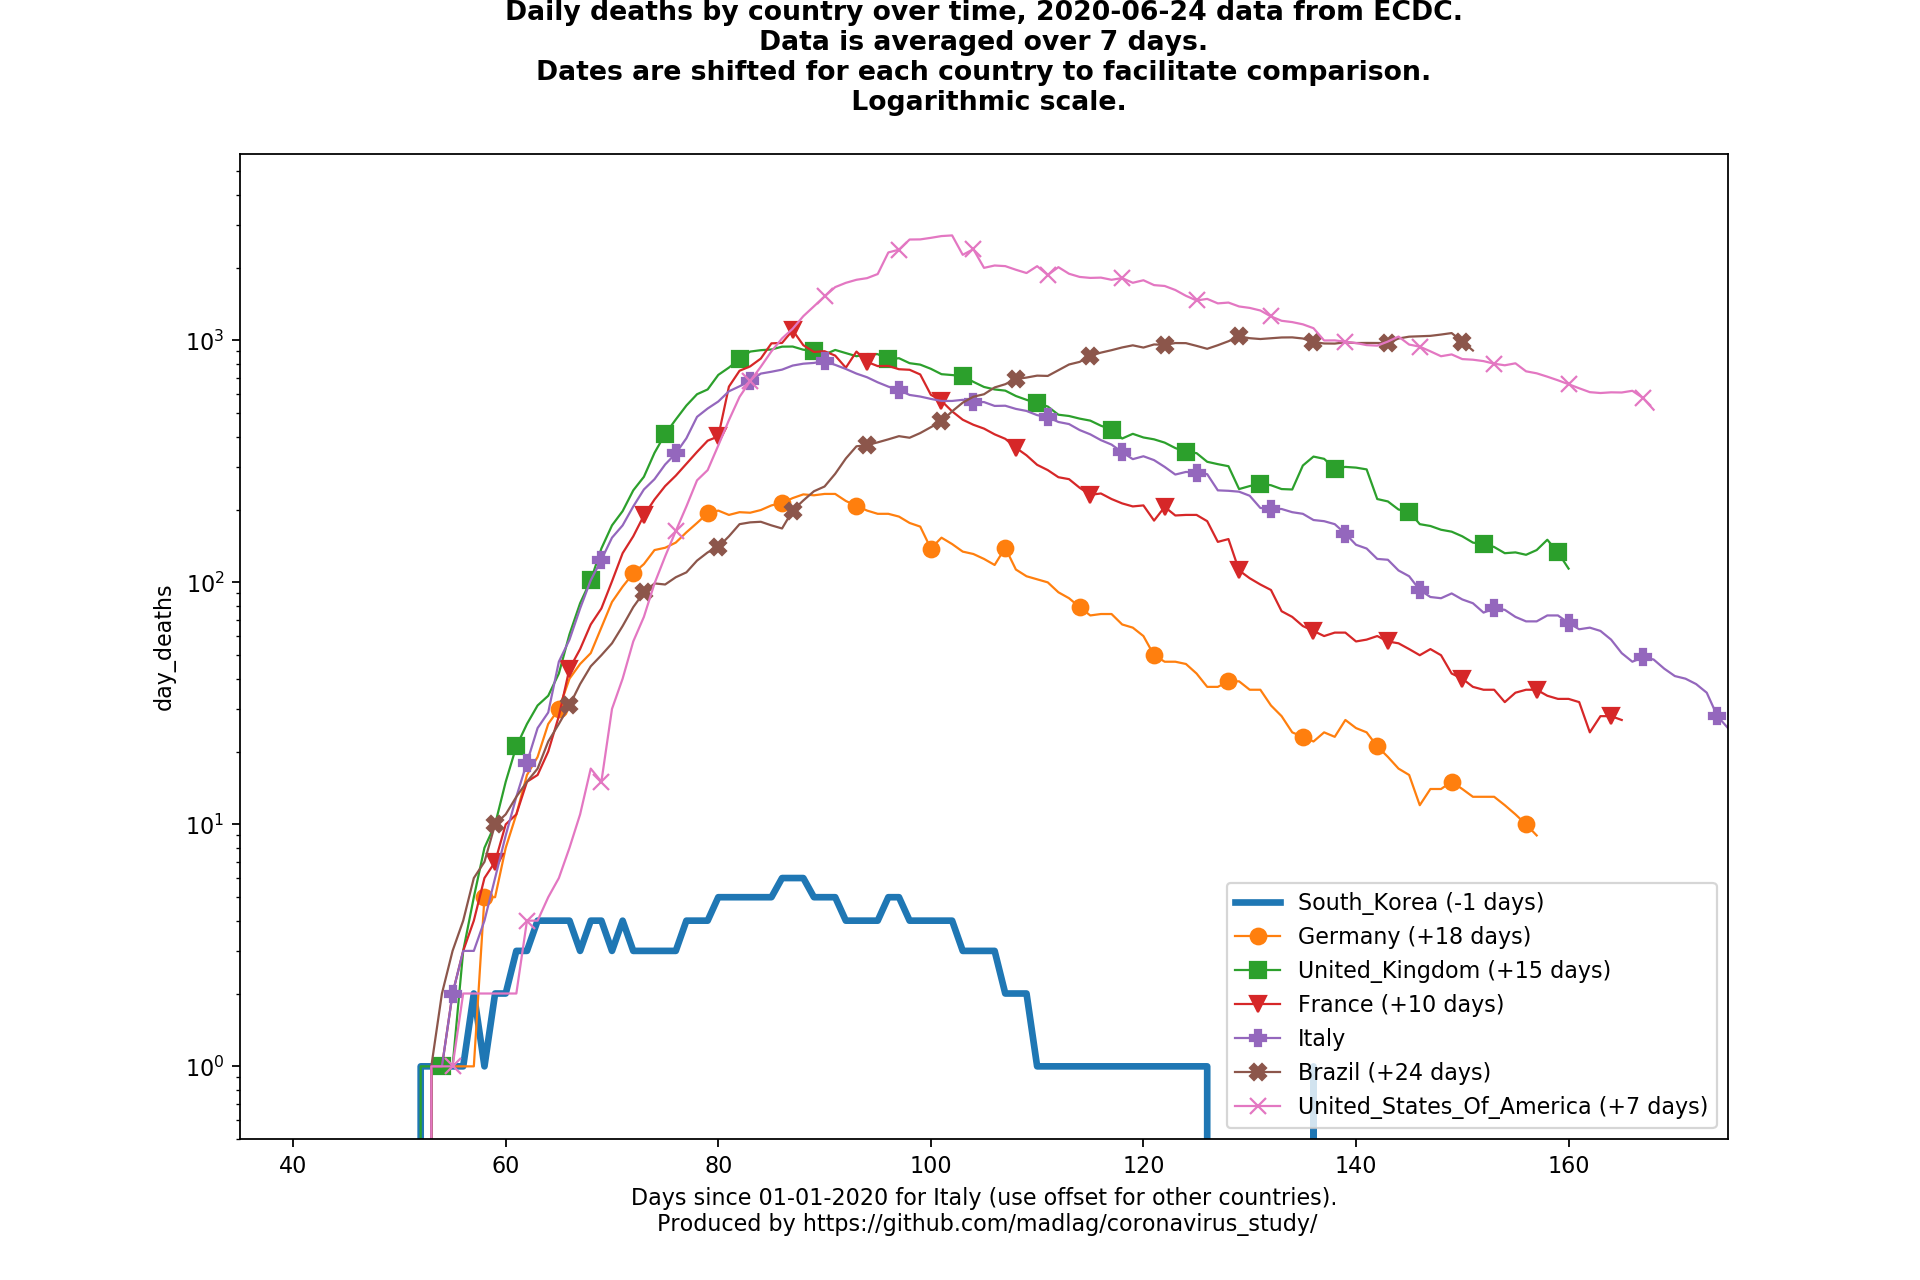 Daily deaths by country over time, 2020-06-24 data from ECDC.
Data is averaged over 7 days.
Dates are shifted for each country to facilitate comparison.
Logarithmic scale.
day_deaths
10³
10²
10¹
10⁰
South_Korea (-1 days)
Germany (+18 days)
United_Kingdom (+15 days)
France (+10 days)
Italy
Brazil (+24 days)
United_States_Of_America (+7 days)
40 60 80 100 120 140 160
Days since 01-01-2020 for Italy (use offset for other countries).
Produced by https://github.com/madlag/coronavirus_study/